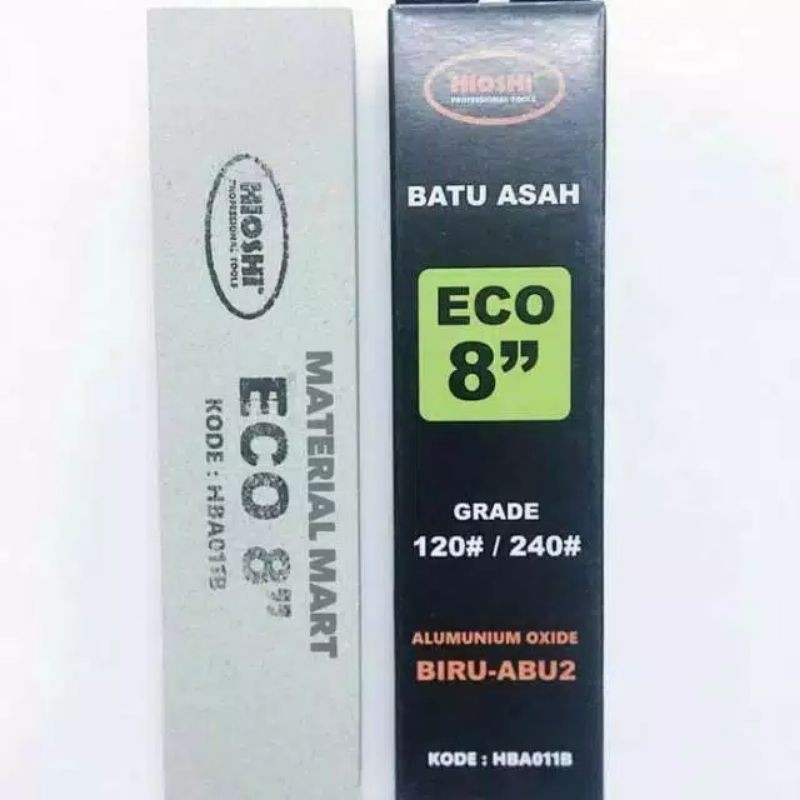 HIOSHI®
PROFESSIONAL TOOLS
ECO 8”
KODE : HBA011B
MATERIAL MART
HIOSHI
PROFESSIONAL TOOLS
BATU ASAH
ECO
8”
GRADE
120# / 240#
ALUMUNIUM OXIDE
BIRU-ABU2
KODE : HBA011B